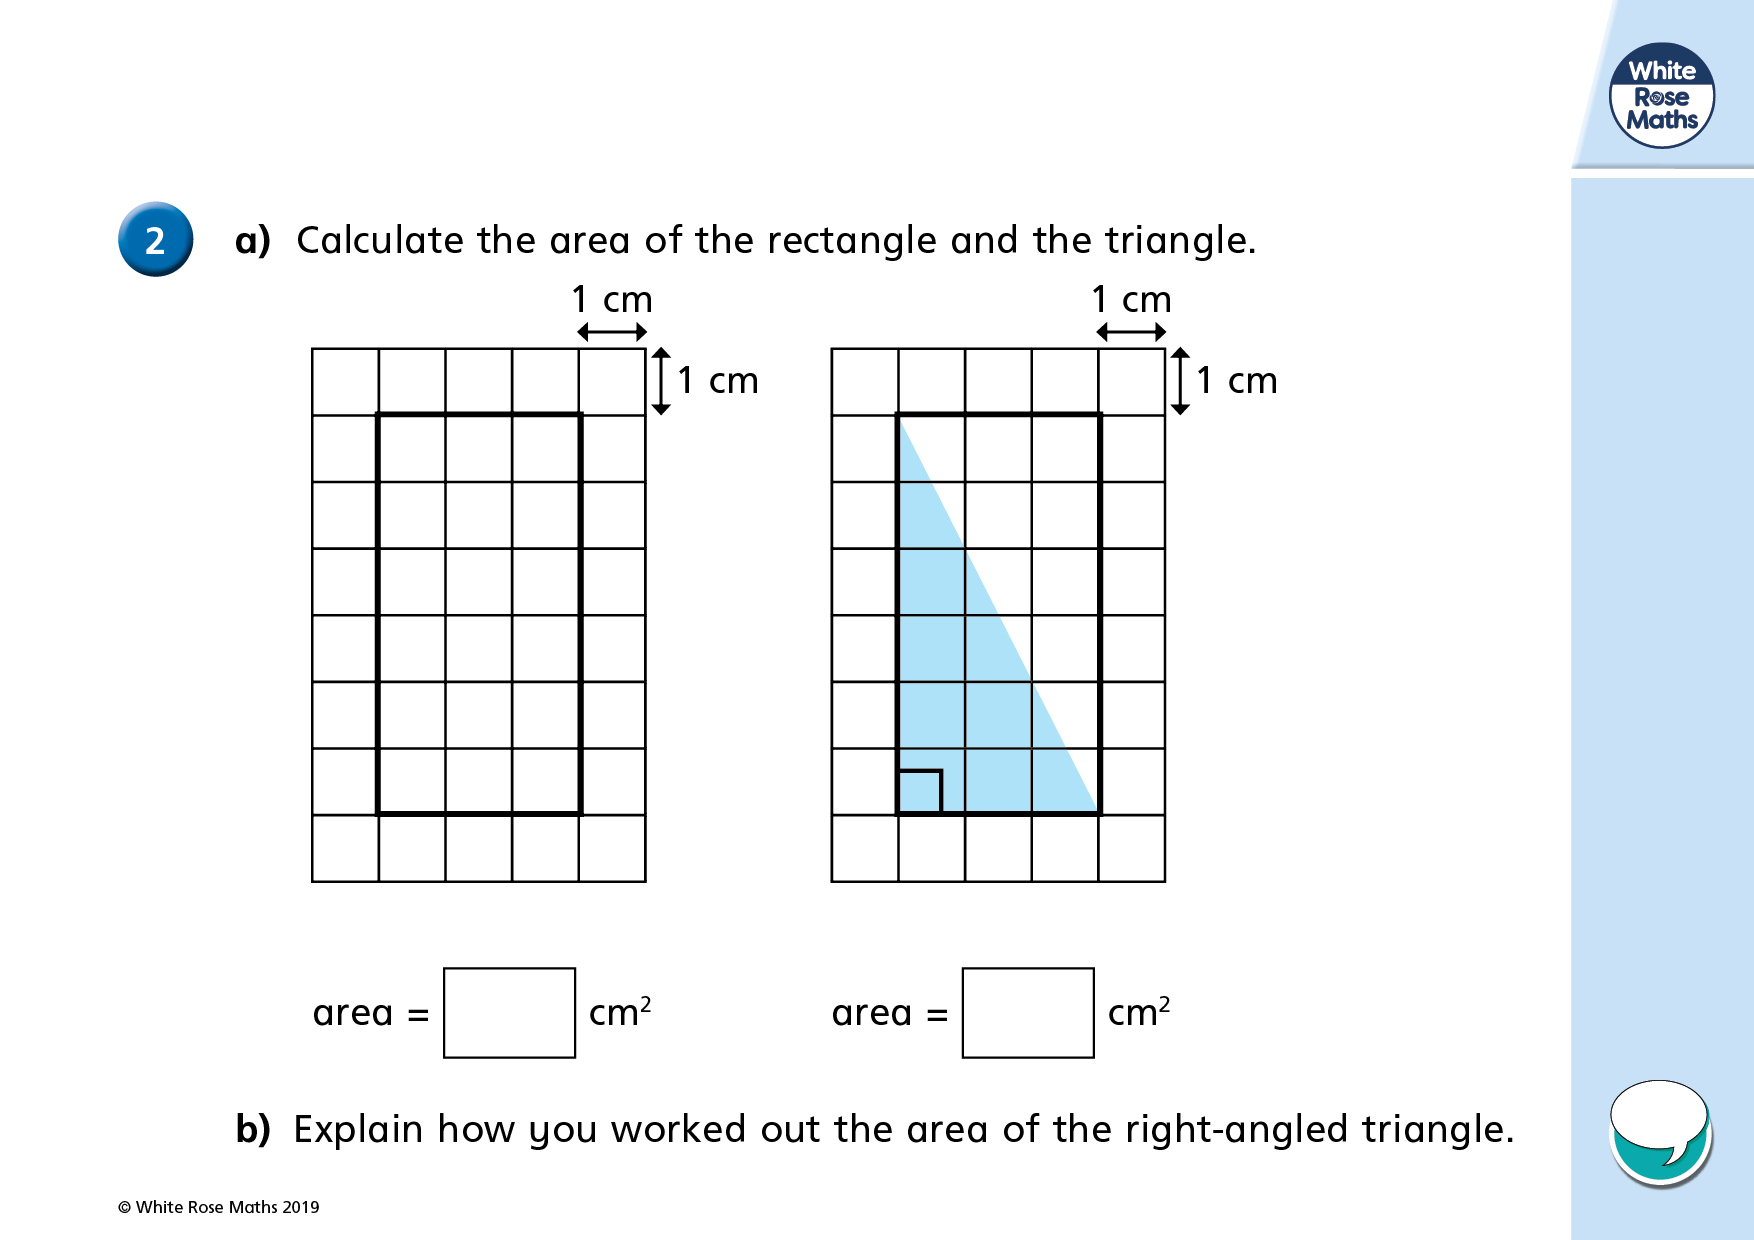 White
Rose
Maths
2 a) Calculate the area of the rectangle and the triangle.
1 cm 1 cm
1 cm 1 cm
area = cm² area = cm²
b) Explain how you worked out the area of the right-angled triangle.
© White Rose Maths 2019